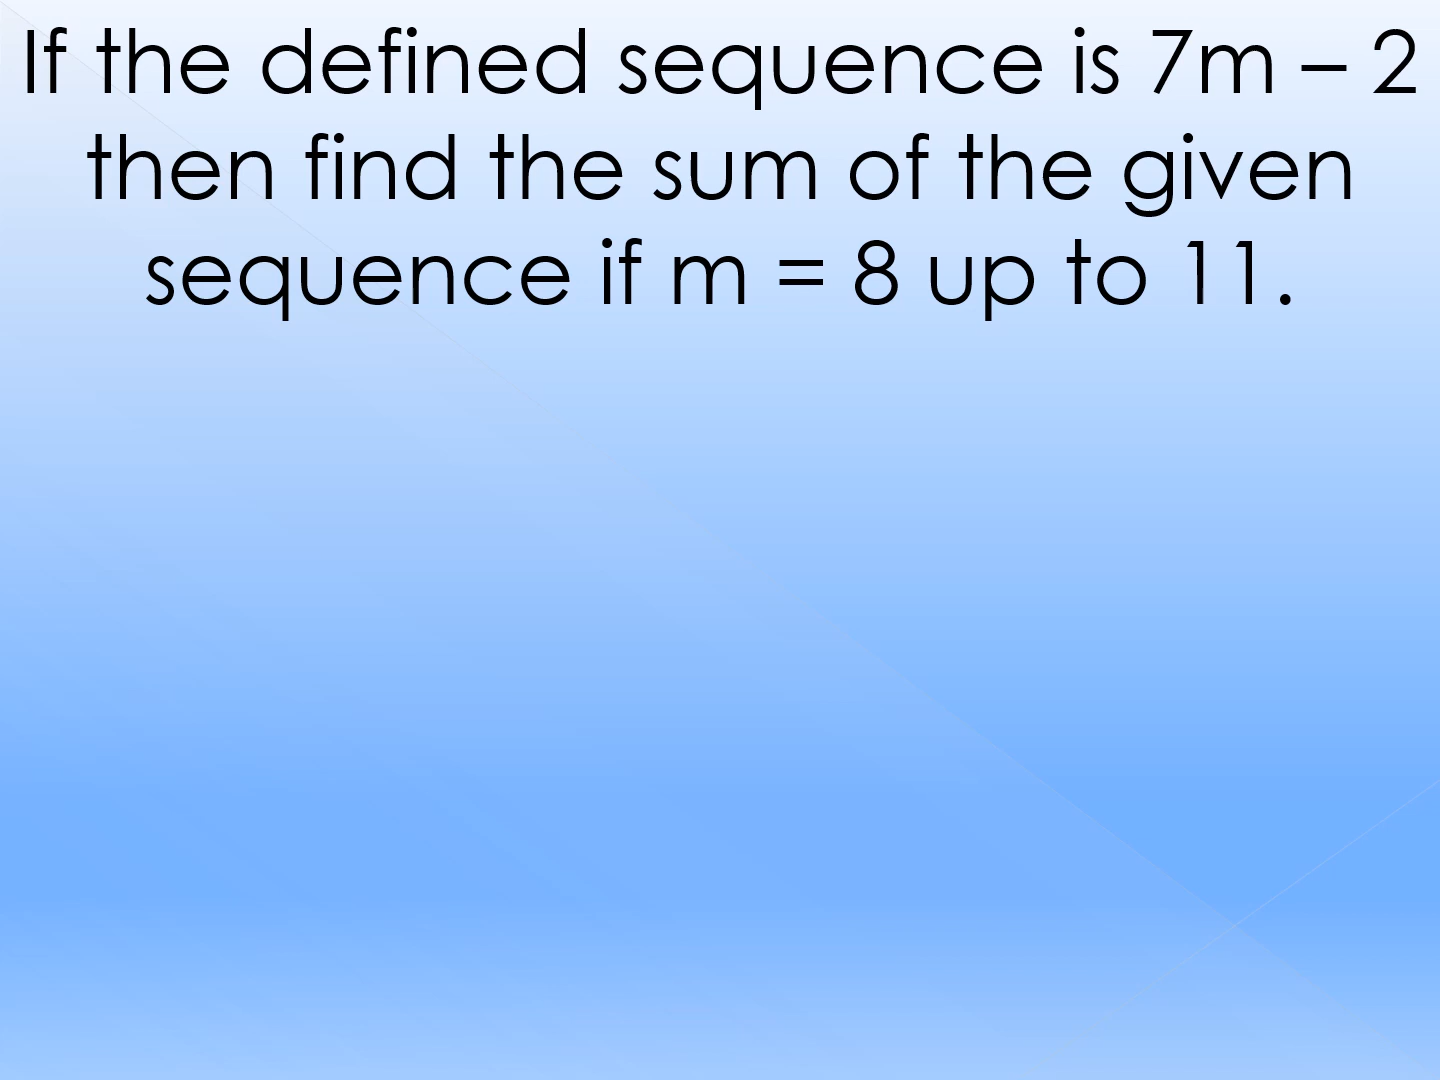 If the defined sequence is 7m – 2
then find the sum of the given
sequence if m = 8 up to 11.